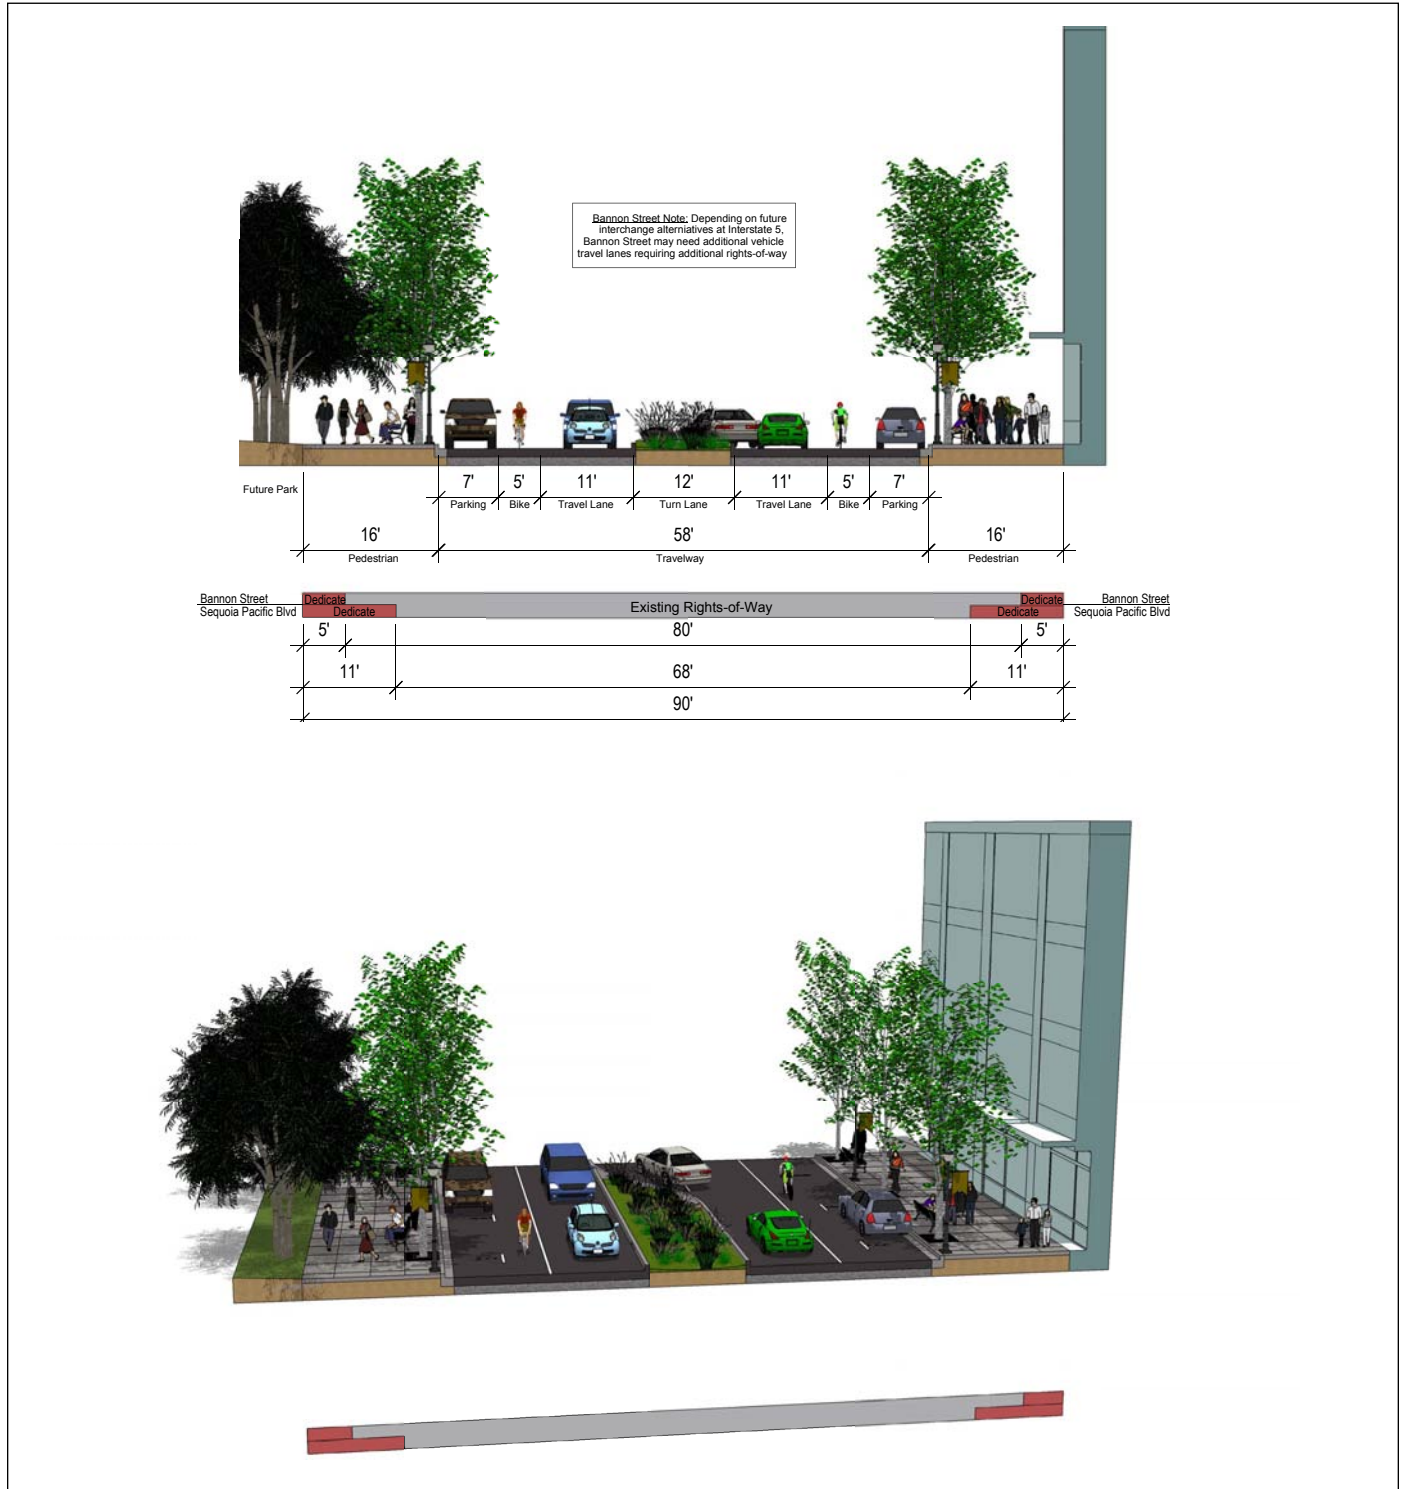 Bannon Street Note: Depending on future
interchange alterniatives at Interstate 5,
Bannon Street may need additional vehicle
travel lanes requiring additional rights-of-way
Future Park
7' 5' 11' 12' 11' 5' 7'
Parking Bike Travel Lane Turn Lane Travel Lane Bike Parking
16' 58' 16'
Pedestrian Travelway Pedestrian
Bannon Street Dedicate Dedicate Bannon Street
Existing Rights-of-Way
Sequoia Pacific Blvd Dedicate Dedicate Sequoia Pacific Blvd
5' 80' 5'
11' 68' 11'
90'